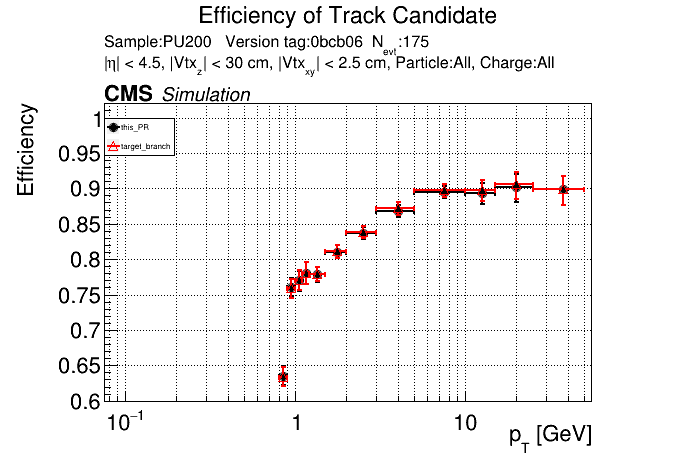 Efficiency of Track Candidate
Sample:PU200 Version tag:0bcb06 N_evt:175
|η| < 4.5, |Vtx_z| < 30 cm, |Vtx_xy| < 2.5 cm, Particle:All, Charge:All
CMS Simulation
Efficiency
1
this_PR
target_branch
0.95
0.9
0.85
0.8
0.75
0.7
0.65
0.6
10⁻¹ 1 10
p_T [GeV]